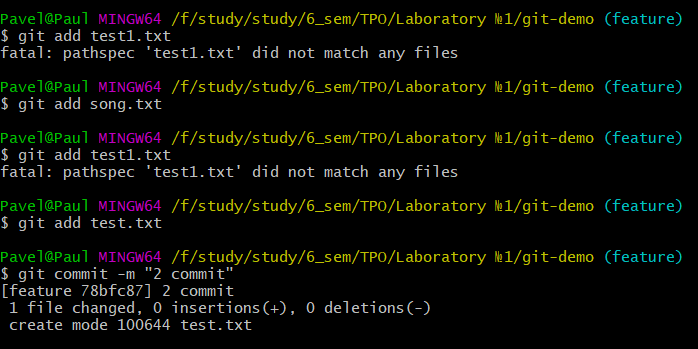 Pavel@Paul MINGW64 /f/study/study/6_sem/TPO/Laboratory №1/git-demo (feature)
$ git add test1.txt
fatal: pathspec 'test1.txt' did not match any files
Pavel@Paul MINGW64 /f/study/study/6_sem/TPO/Laboratory №1/git-demo (feature)
$ git add song.txt
Pavel@Paul MINGW64 /f/study/study/6_sem/TPO/Laboratory №1/git-demo (feature)
$ git add test1.txt
fatal: pathspec 'test1.txt' did not match any files
Pavel@Paul MINGW64 /f/study/study/6_sem/TPO/Laboratory №1/git-demo (feature)
$ git add test.txt
Pavel@Paul MINGW64 /f/study/study/6_sem/TPO/Laboratory №1/git-demo (feature)
$ git commit -m "2 commit"
[feature 78bfc87] 2 commit
 1 file changed, 0 insertions(+), 0 deletions(-)
 create mode 100644 test.txt